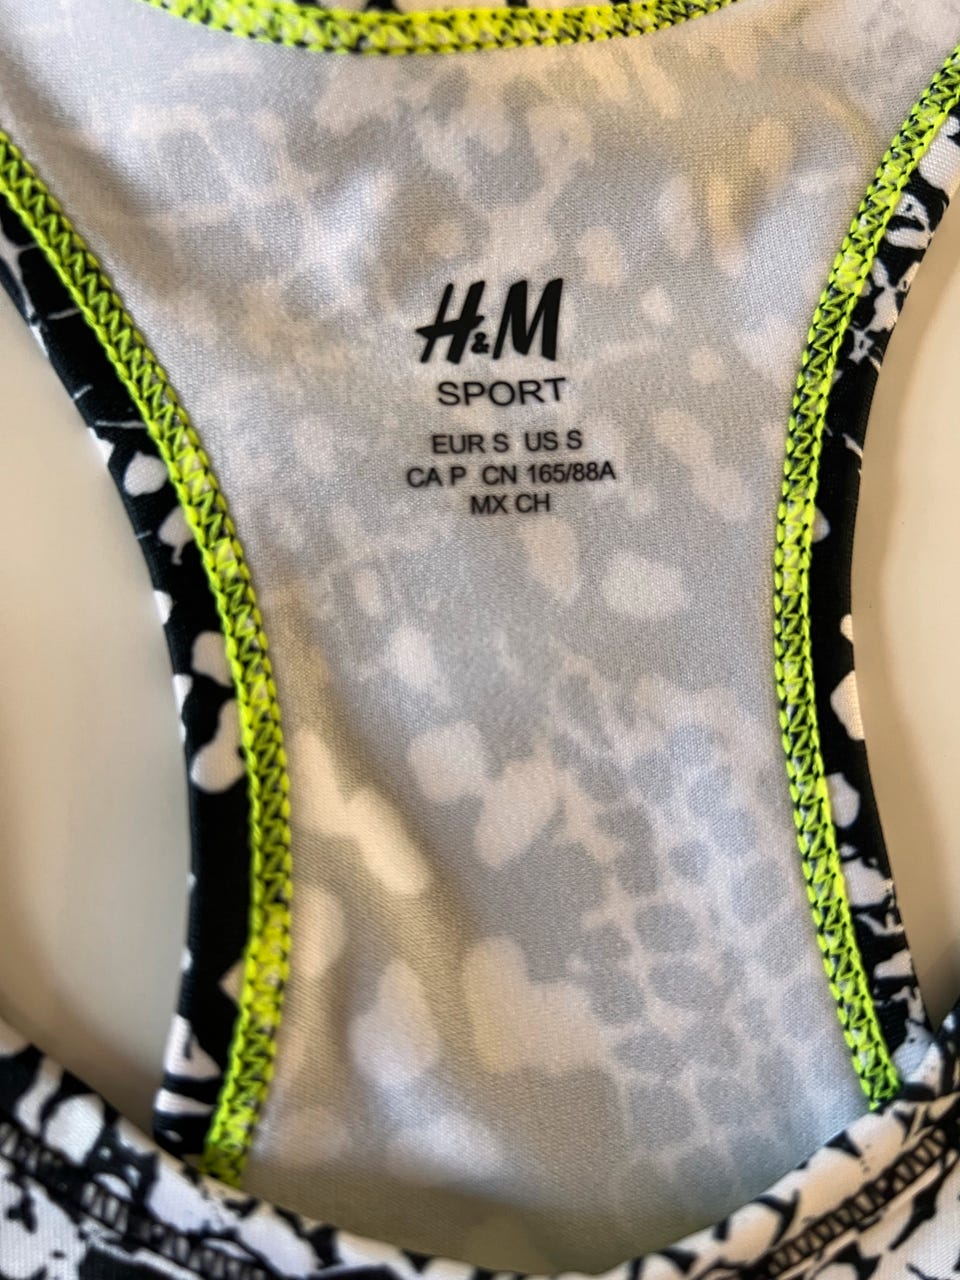 H&M
SPORT
EUR S US S
CA P CN 165/88A
MX CH